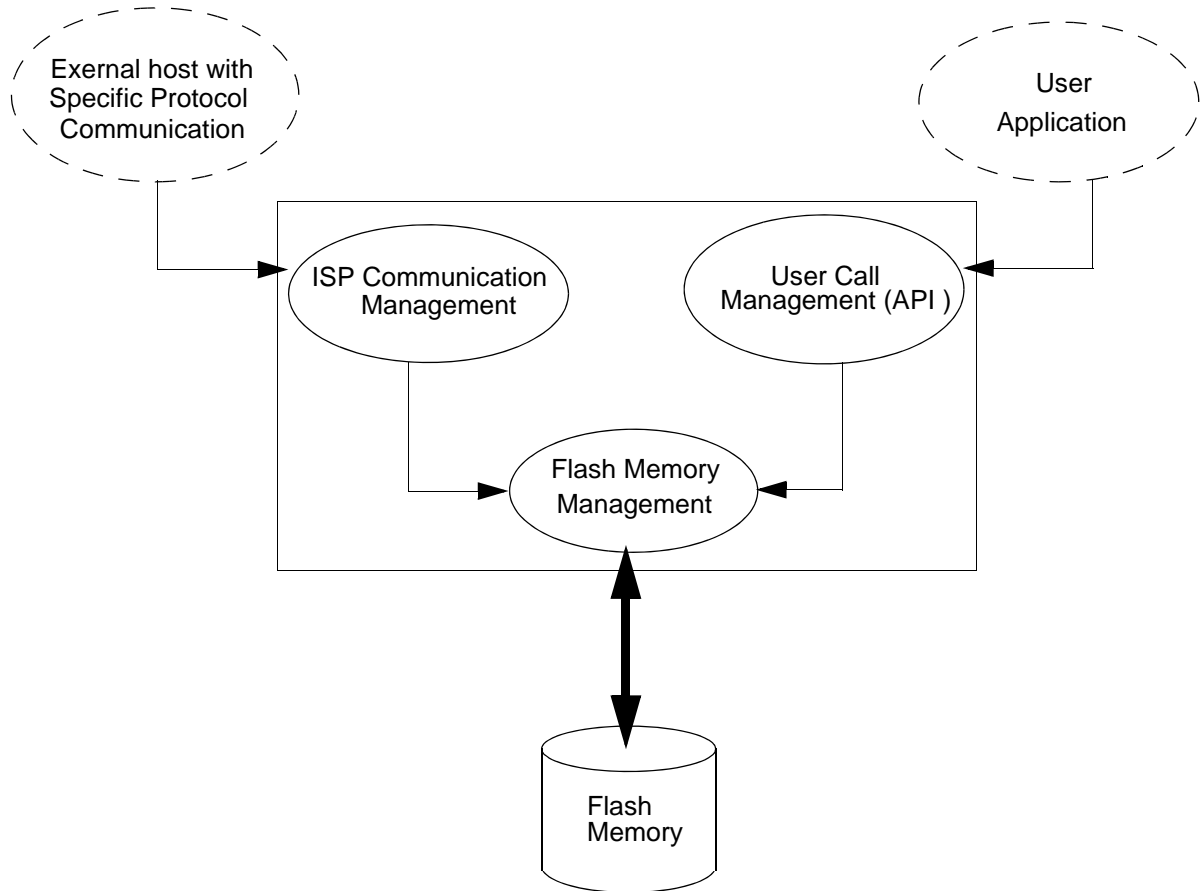 Exernal host with
Specific Protocol
Communication
User
Application
ISP Communication
Management
User Call
Management (API )
Flash Memory
Management
Flash
Memory